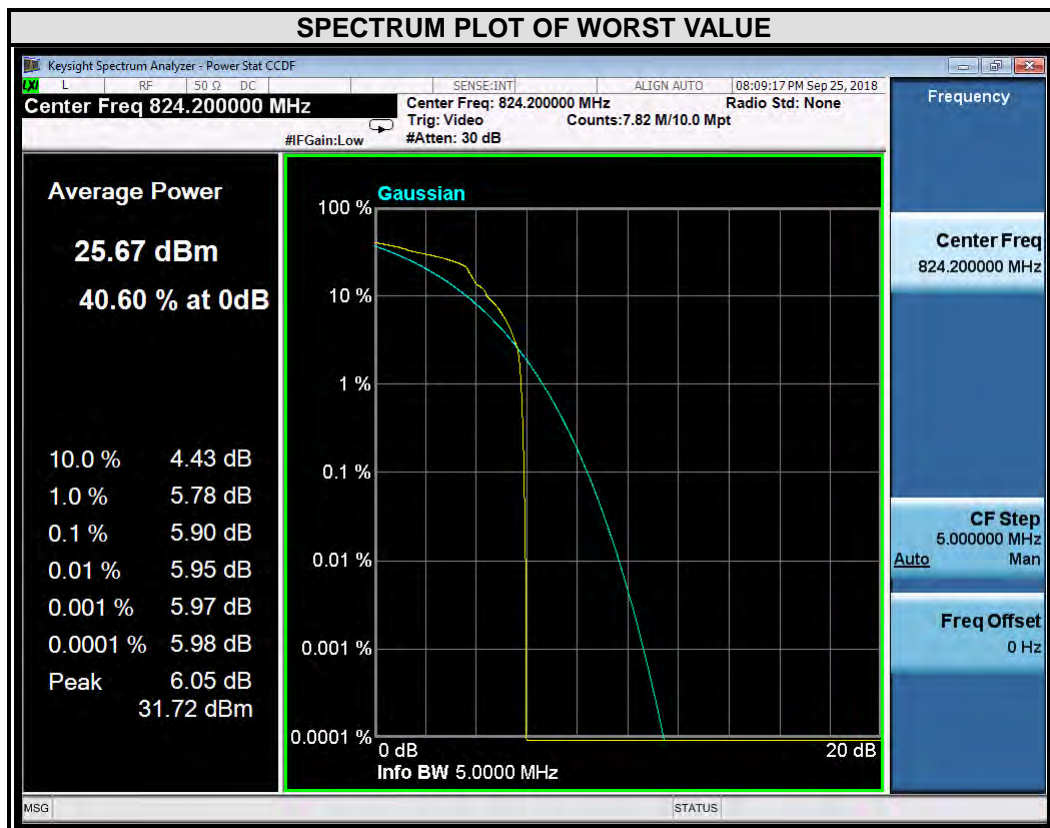 SPECTRUM PLOT OF WORST VALUE
Keysight Spectrum Analyzer - Power Stat CCDF
LXI L RF 50 Ω DC SENSE:INT ALIGN AUTO 08:09:17 PM Sep 25, 2018
Center Freq 824.200000 MHz
#IFGain:Low
Center Freq: 824.200000 MHz Radio Std: None
Trig: Video Counts:7.82 M/10.0 Mpt
#Atten: 30 dB
Average Power
25.67 dBm
40.60 % at 0dB
10.0 % 4.43 dB
1.0 % 5.78 dB
0.1 % 5.90 dB
0.01 % 5.95 dB
0.001 % 5.97 dB
0.0001 % 5.98 dB
Peak 6.05 dB
31.72 dBm
Gaussian
100 %
10 %
1 %
0.1 %
0.01 %
0.001 %
0.0001 %
0 dB 20 dB
Info BW 5.0000 MHz
Frequency
Center Freq
824.200000 MHz
CF Step
5.000000 MHz
Auto Man
Freq Offset
0 Hz
MSG STATUS